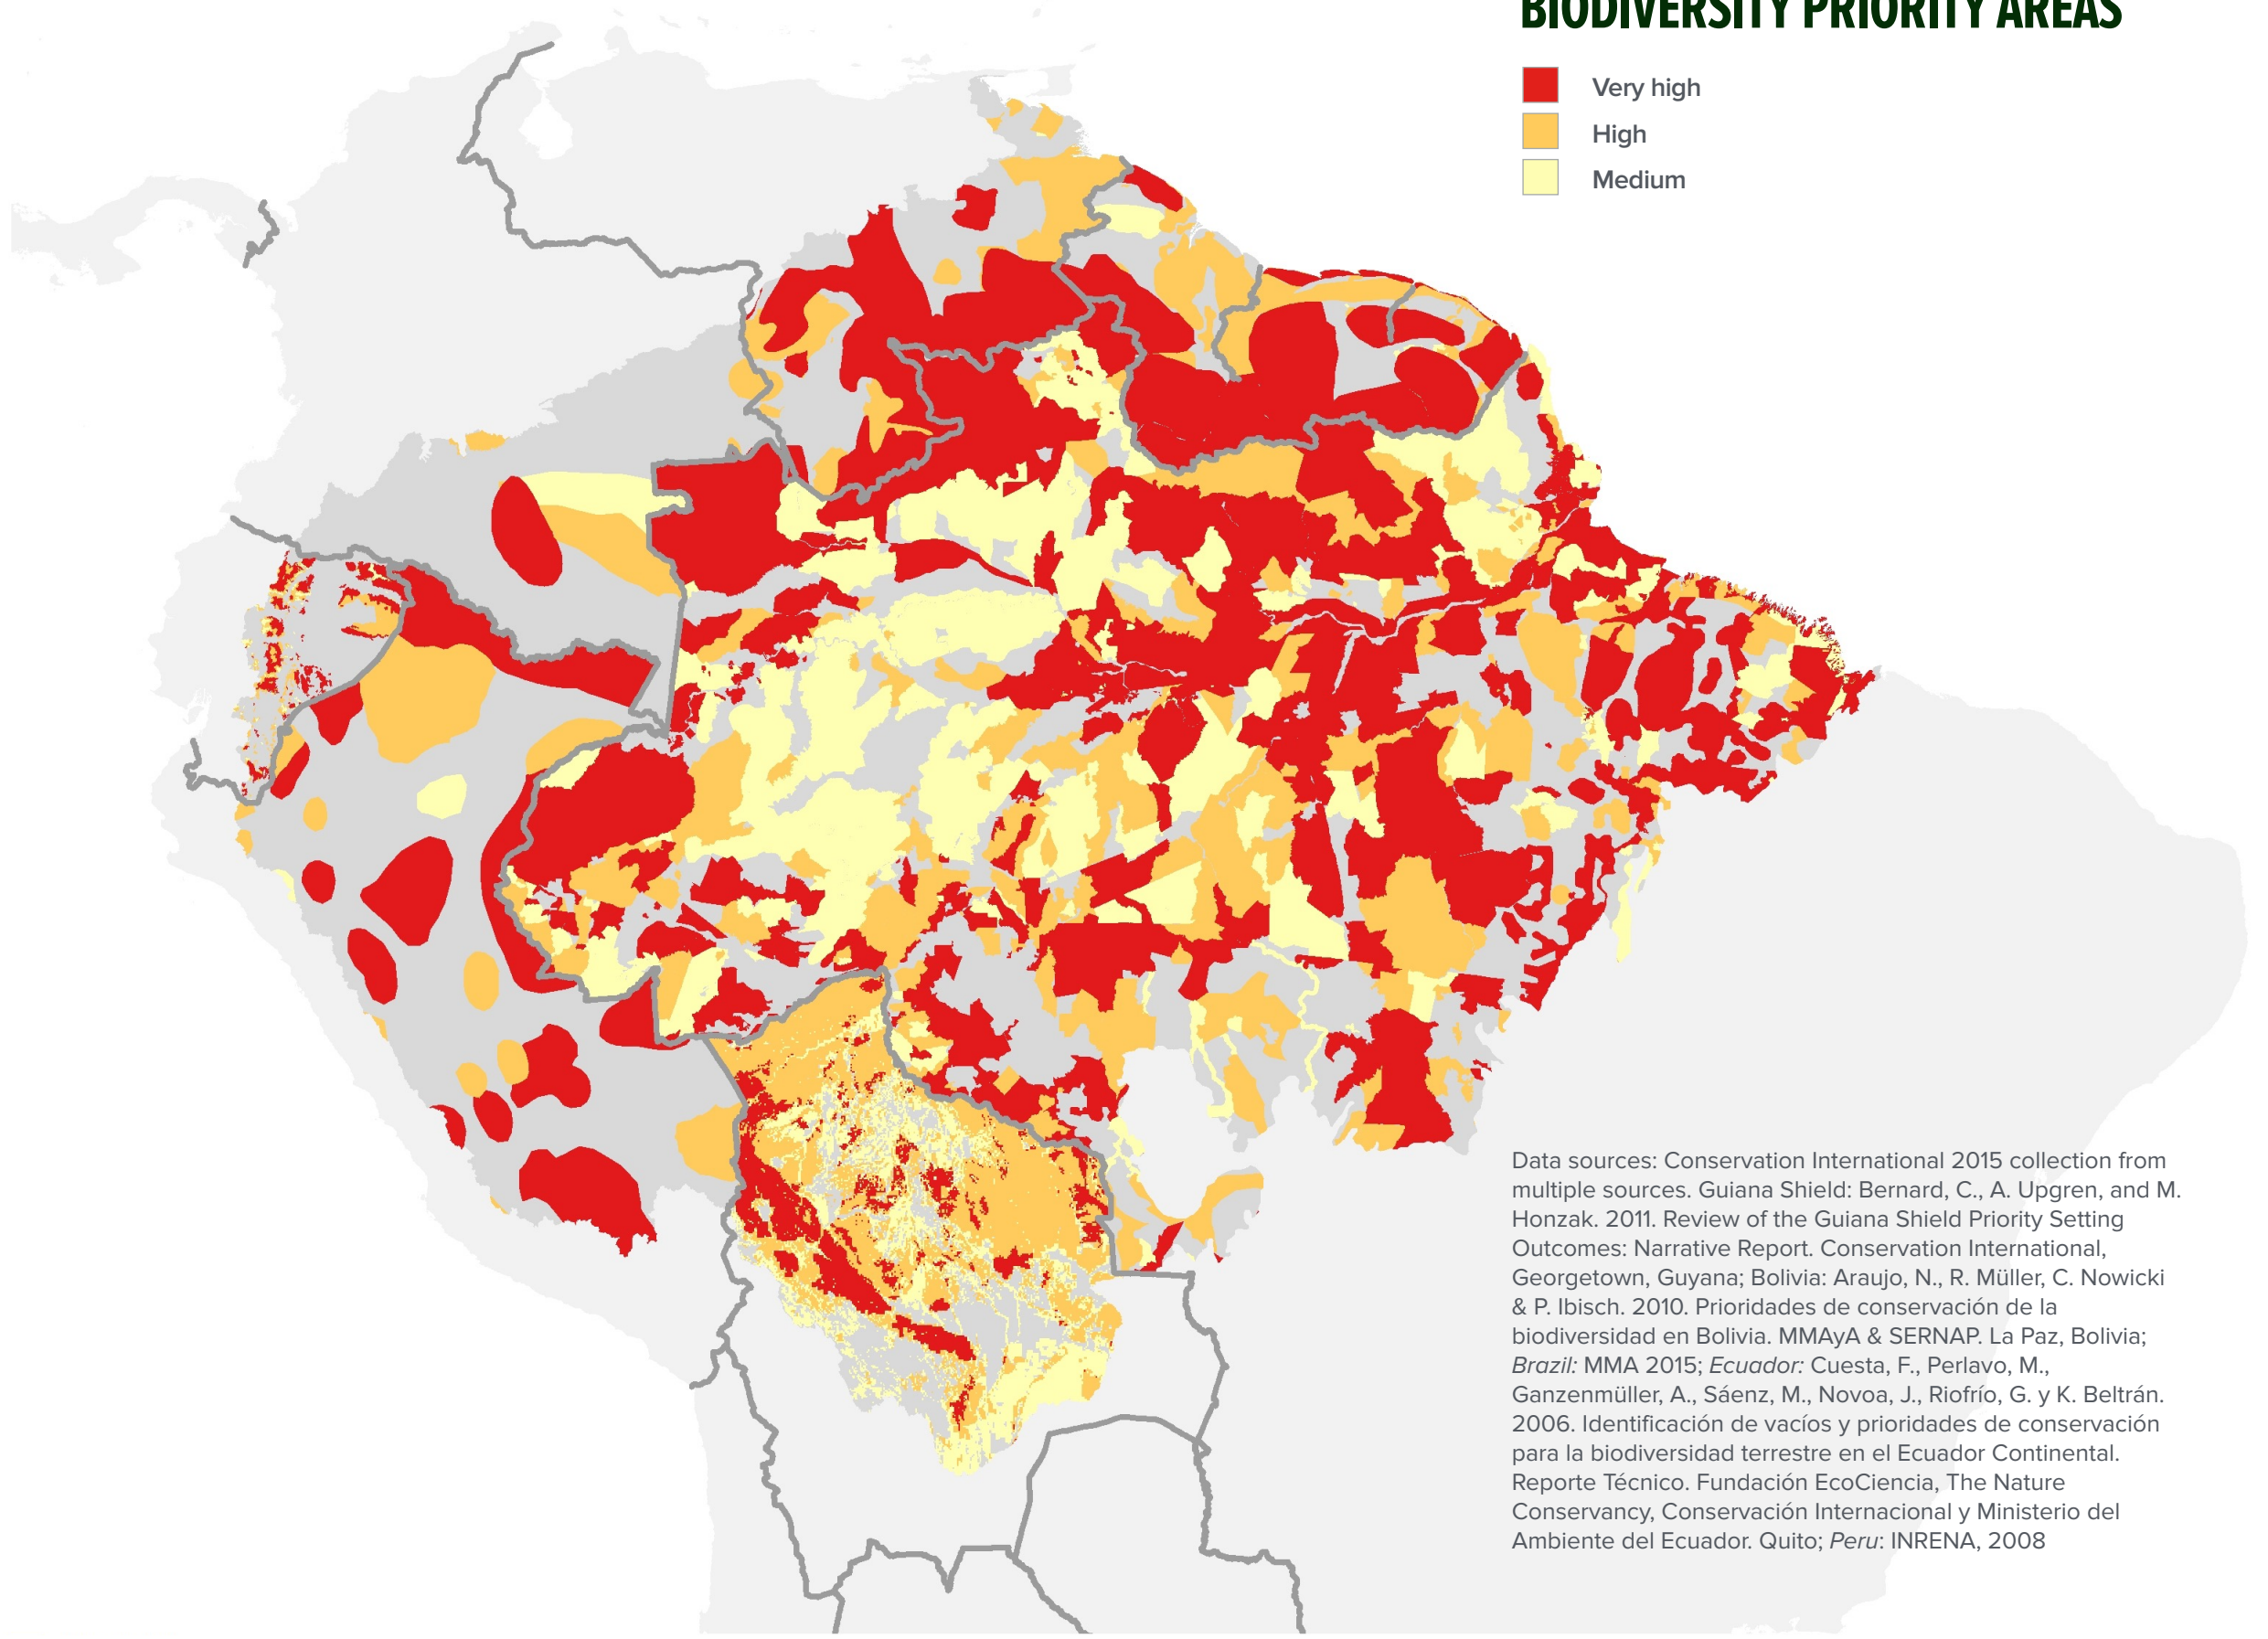 BIODIVERSITY PRIORITY AREAS
Very high
High
Medium
Data sources: Conservation International 2015 collection from
multiple sources. Guiana Shield: Bernard, C., A. Upgren, and M.
Honzak. 2011. Review of the Guiana Shield Priority Setting
Outcomes: Narrative Report. Conservation International,
Georgetown, Guyana; Bolivia: Araujo, N., R. Müller, C. Nowicki
& P. Ibisch. 2010. Prioridades de conservación de la
biodiversidad en Bolivia. MMAyA & SERNAP. La Paz, Bolivia;
Brazil: MMA 2015; Ecuador: Cuesta, F., Perlavo, M.,
Ganzenmüller, A., Sáenz, M., Novoa, J., Riofrío, G. y K. Beltrán.
2006. Identificación de vacíos y prioridades de conservación
para la biodiversidad terrestre en el Ecuador Continental.
Reporte Técnico. Fundación EcoCiencia, The Nature
Conservancy, Conservación Internacional y Ministerio del
Ambiente del Ecuador. Quito; Peru: INRENA, 2008